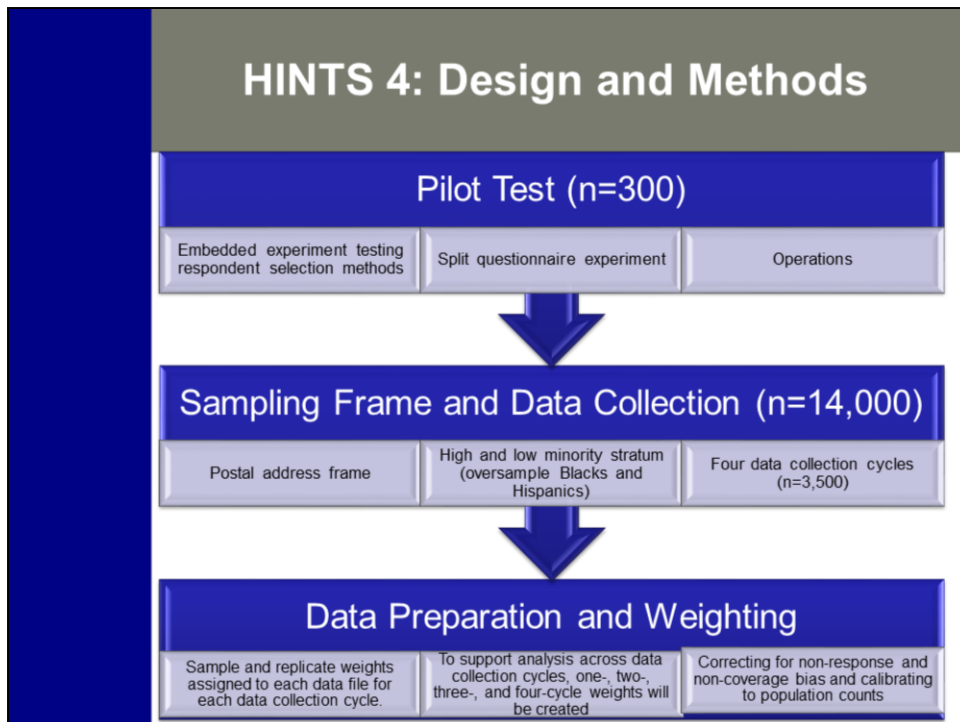 HINTS 4: Design and Methods
Pilot Test (n=300)
Embedded experiment testing
respondent selection methods
Split questionnaire experiment
Operations
Sampling Frame and Data Collection (n=14,000)
Postal address frame
High and low minority stratum
(oversample Blacks and
Hispanics)
Four data collection cycles
(n=3,500)
Data Preparation and Weighting
Sample and replicate weights
assigned to each data file for
each data collection cycle.
To support analysis across data
collection cycles, one-, two-,
three-, and four-cycle weights will
be created
Correcting for non-response and
non-coverage bias and calibrating
to population counts